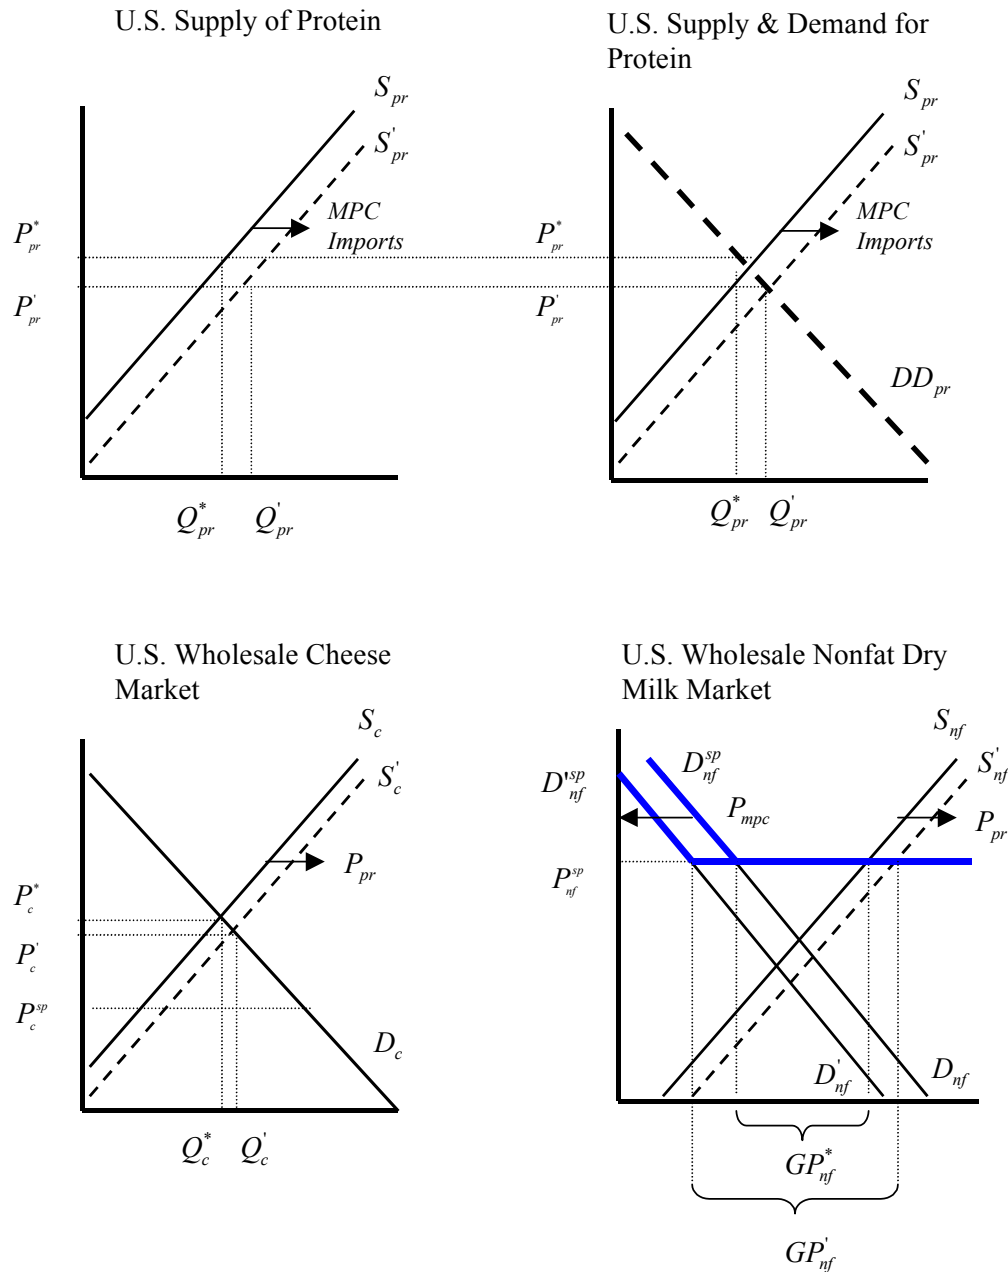 U.S. Supply of Protein
S_pr
S'_pr
MPC
Imports
P*_pr
P'_pr
Q*_pr Q'_pr
U.S. Supply & Demand for
Protein
S_pr
S'_pr
MPC
Imports
P*_pr
P'_pr
DD_pr
Q*_pr Q'_pr
U.S. Wholesale Cheese
Market
S_c
S'_c
P_pr
P*_c
P'_c
P^sp_c
D_c
Q*_c Q'_c
U.S. Wholesale Nonfat Dry
Milk Market
S_nf
S'_nf
D^sp_nf
D'^sp_nf
P_mpc
P_pr
P^sp_nf
D'_nf
D_nf
GP*_nf
GP'_nf